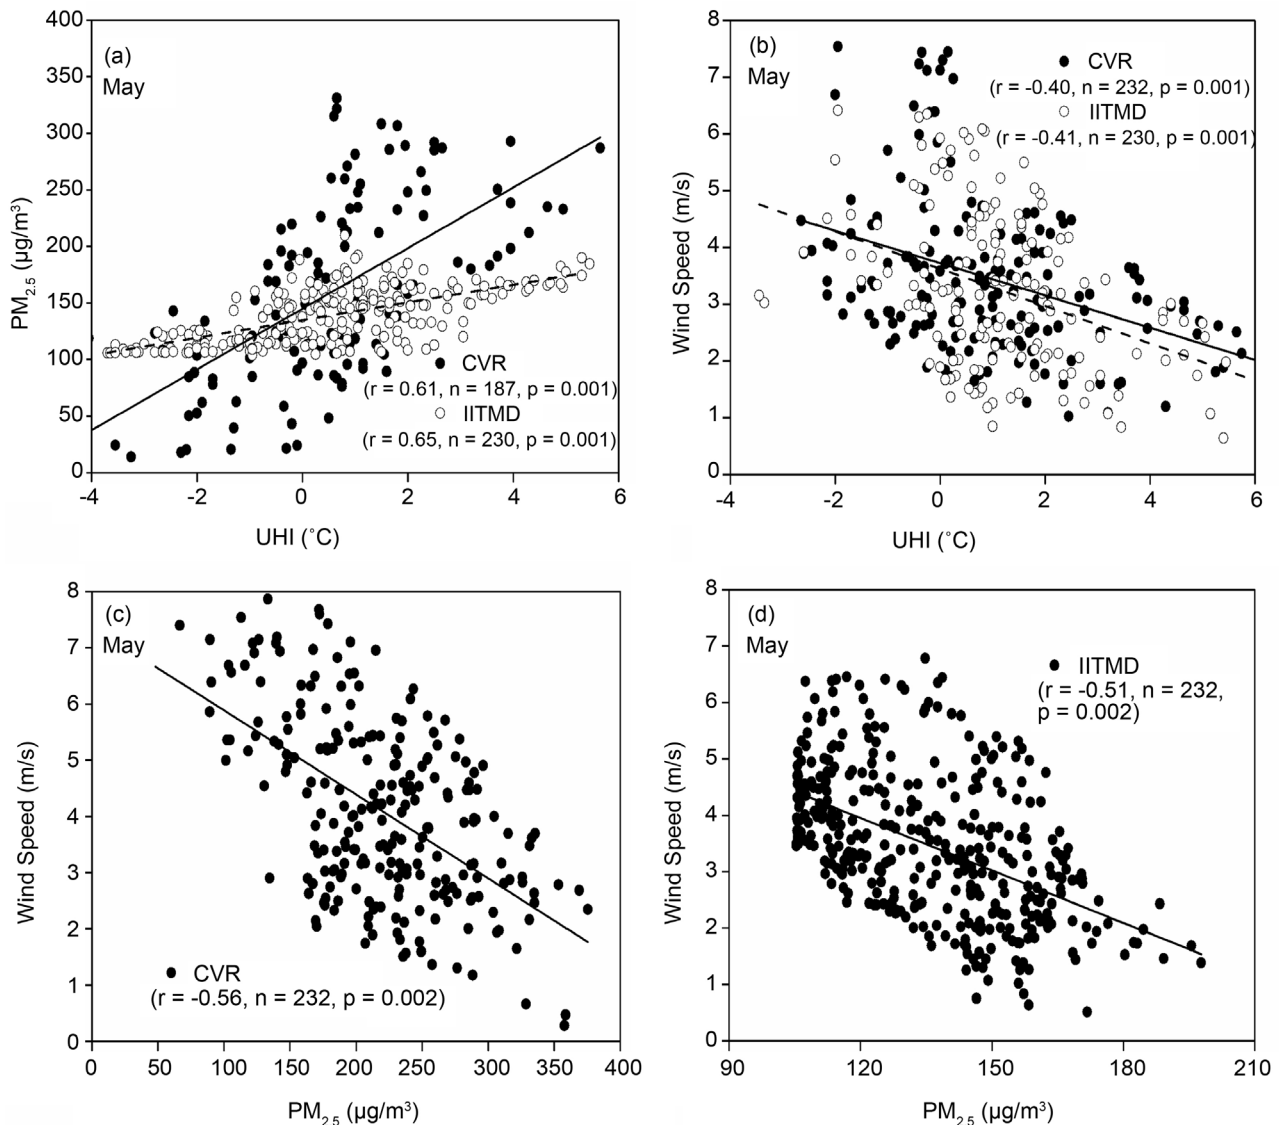 (a)
May
400
350
300
250
200
150
100
50
0
PM2.5 (µg/m³)
CVR
(r = 0.61, n = 187, p = 0.001)
IITMD
(r = 0.65, n = 230, p = 0.001)
-4 -2 0 2 4 6
UHI (˚C)
(b)
May
8
7
6
5
4
3
2
1
0
Wind Speed (m/s)
CVR
(r = -0.40, n = 232, p = 0.001)
IITMD
(r = -0.41, n = 230, p = 0.001)
-4 -2 0 2 4 6
UHI (˚C)
(c)
May
8
7
6
5
4
3
2
1
0
Wind Speed (m/s)
CVR
(r = -0.56, n = 232, p = 0.002)
0 50 100 150 200 250 300 350 400
PM2.5 (µg/m³)
(d)
May
8
7
6
5
4
3
2
1
0
Wind Speed (m/s)
IITMD
(r = -0.51, n = 232,
p = 0.002)
90 120 150 180 210
PM2.5 (µg/m³)